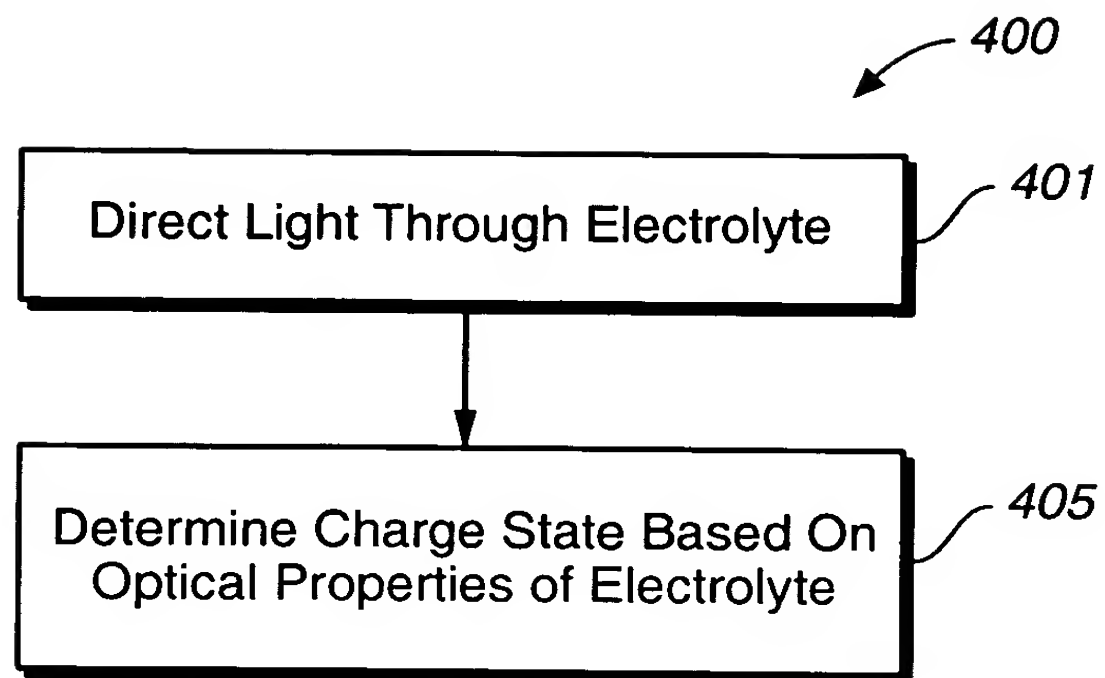 400
401
Direct Light Through Electrolyte
405
Determine Charge State Based On
Optical Properties of Electrolyte